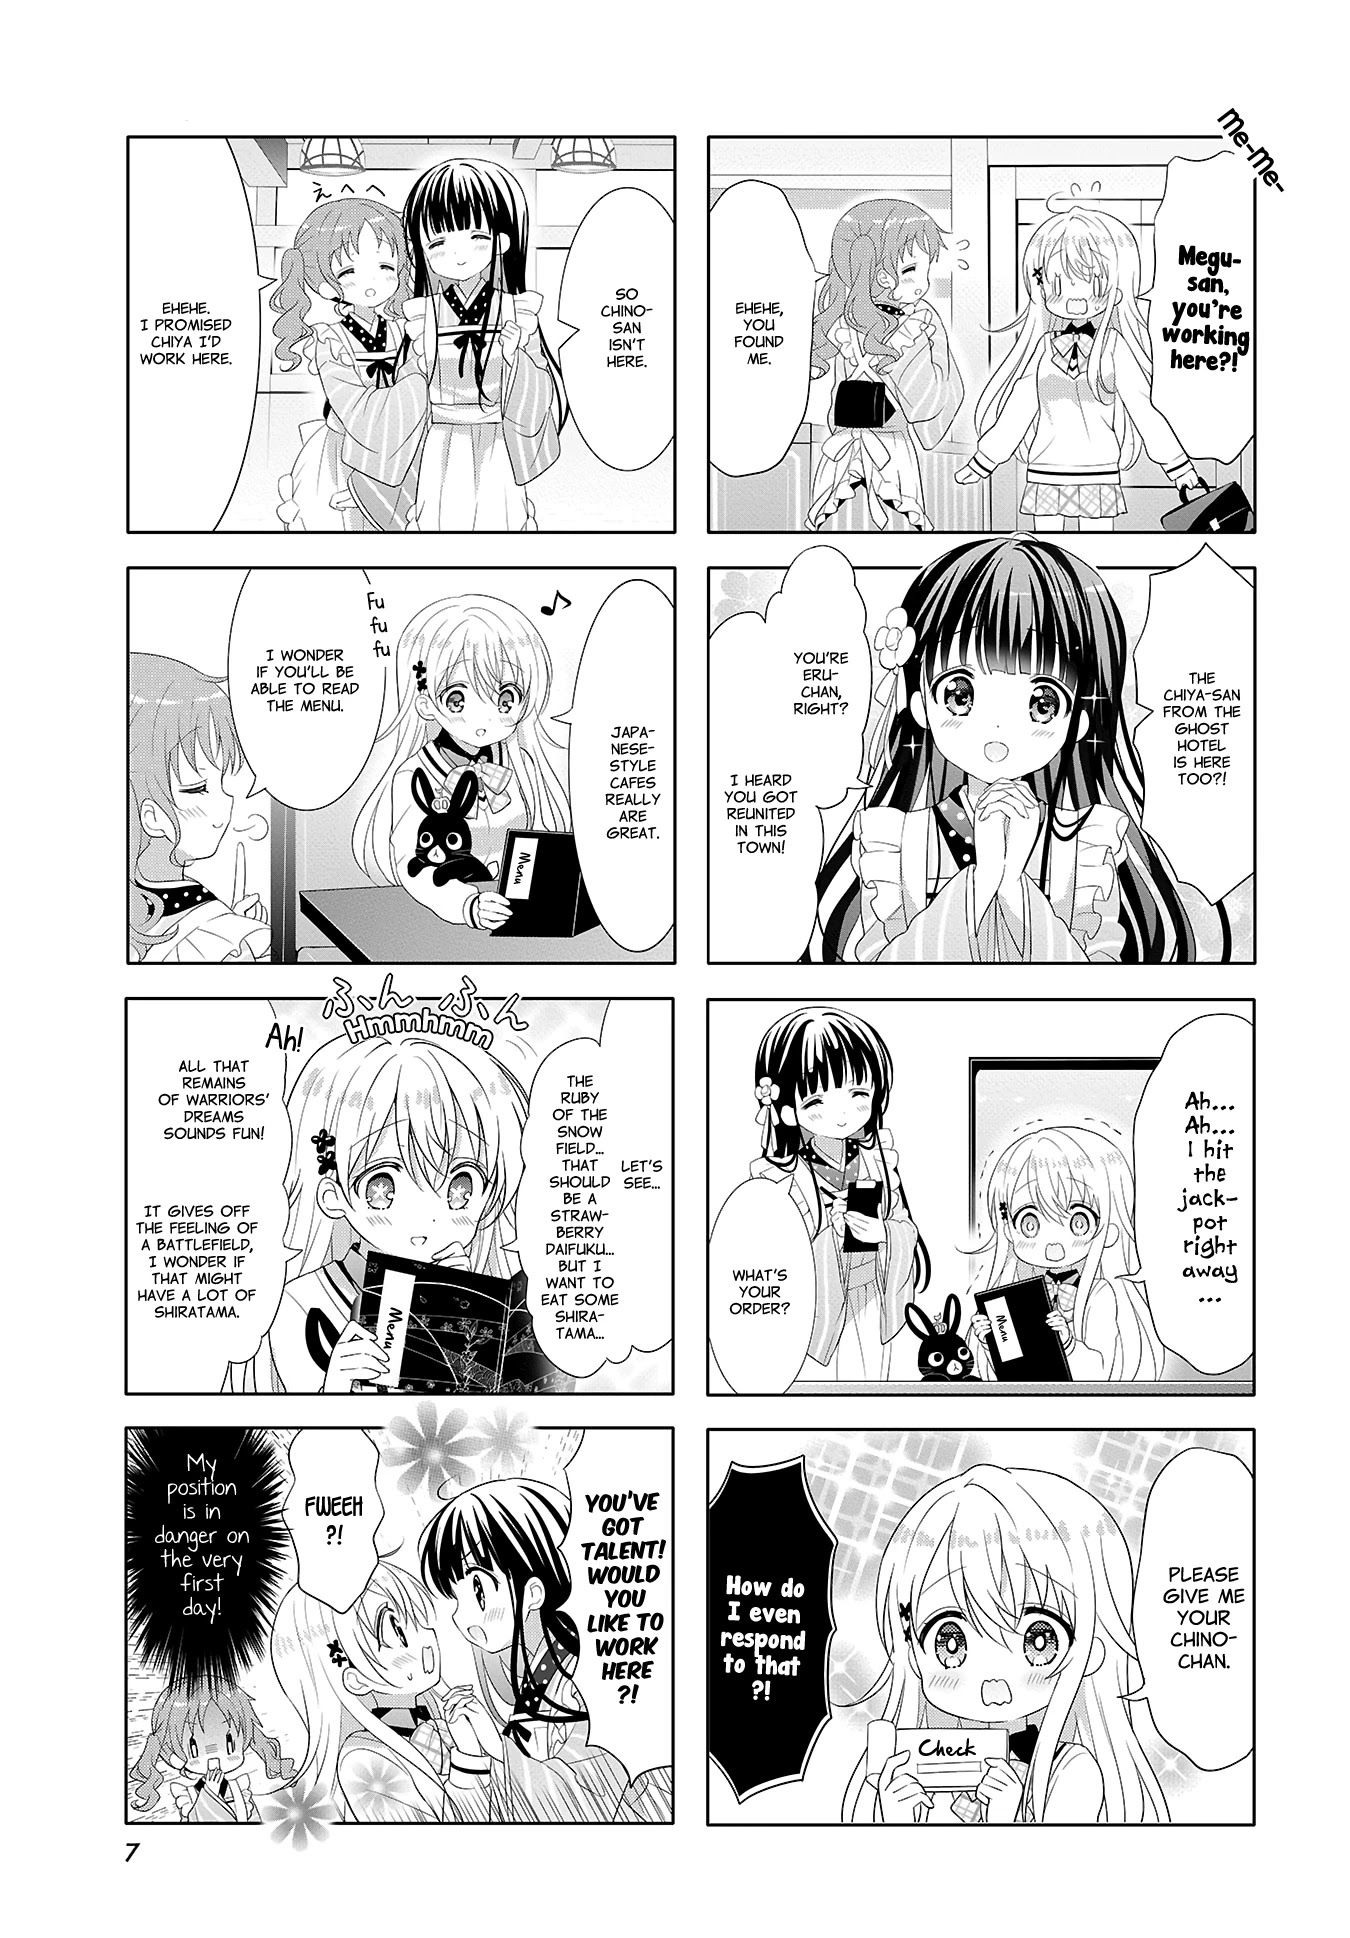 Me-me-
Megu-
san,
you're
working
here?!
EHEHE,
YOU
FOUND
ME.
THE
CHIYA-SAN
FROM THE
GHOST
HOTEL
IS HERE
TOO?!
YOU'RE
ERU-
CHAN,
RIGHT?
I HEARD
YOU GOT
REUNITED
IN THIS
TOWN!
Ah...
Ah...
I hit
the
jack-
pot
right
away
...
WHAT'S
YOUR
ORDER?
Menu
PLEASE
GIVE ME
YOUR
CHINO-
CHAN.
Check
How do
I even
respond
to that
?!
SO
CHINO-
SAN
ISN'T
HERE.
えへへ
EHEHE.
I PROMISED
CHIYA I'D
WORK HERE.
JAPA-
NESE-
STYLE
CAFES
REALLY
ARE
GREAT.
Menu
Fu
fu
fu
I WONDER
IF YOU'LL BE
ABLE TO READ
THE MENU.
ふんふん
Hmmhmm
LET'S
SEE...
THE
RUBY
OF THE
SNOW
FIELD...
THAT
SHOULD
BE A
STRAW-
BERRY
DAIFUKU...
BUT I
WANT TO
EAT SOME
SHIRA-
TAMA...
Menu
Ah!
ALL THAT
REMAINS
OF WARRIORS'
DREAMS
SOUNDS FUN!
IT GIVES OFF
THE FEELING OF
A BATTLEFIELD,
I WONDER IF
THAT MIGHT
HAVE A LOT OF
SHIRATAMA.
YOU'VE
GOT
TALENT!
WOULD
YOU
LIKE TO
WORK
HERE
?!
FWEEH
?!
My
position
is in
danger on
the very
first
day!
7